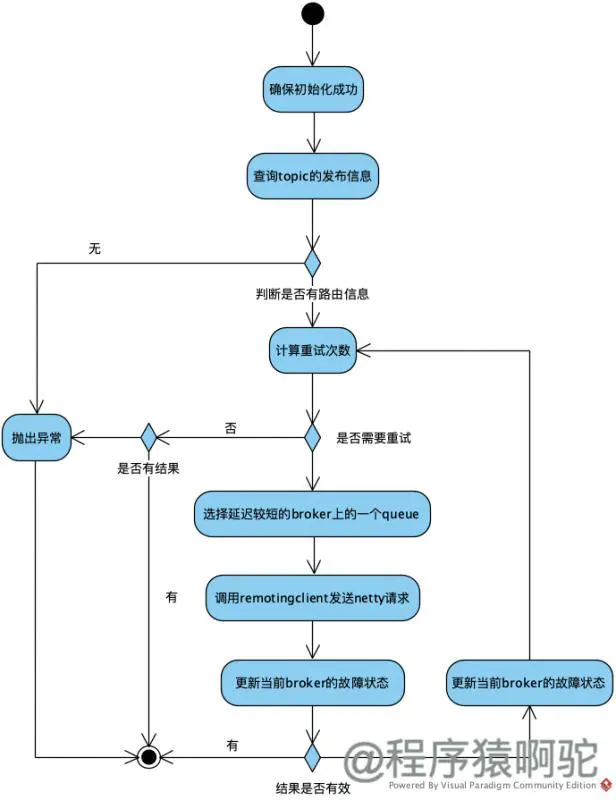 确保初始化成功
查询topic的发布信息
无
判断是否有路由信息
计算重试次数
抛出异常
否
是否需要重试
是否有结果
选择延迟较短的broker上的一个queue
调用remotingclient发送netty请求
有
更新当前broker的故障状态
更新当前broker的故障状态
有
结果是否有效
@程序猿啊驼
Powered By Visual Paradigm Community Edition